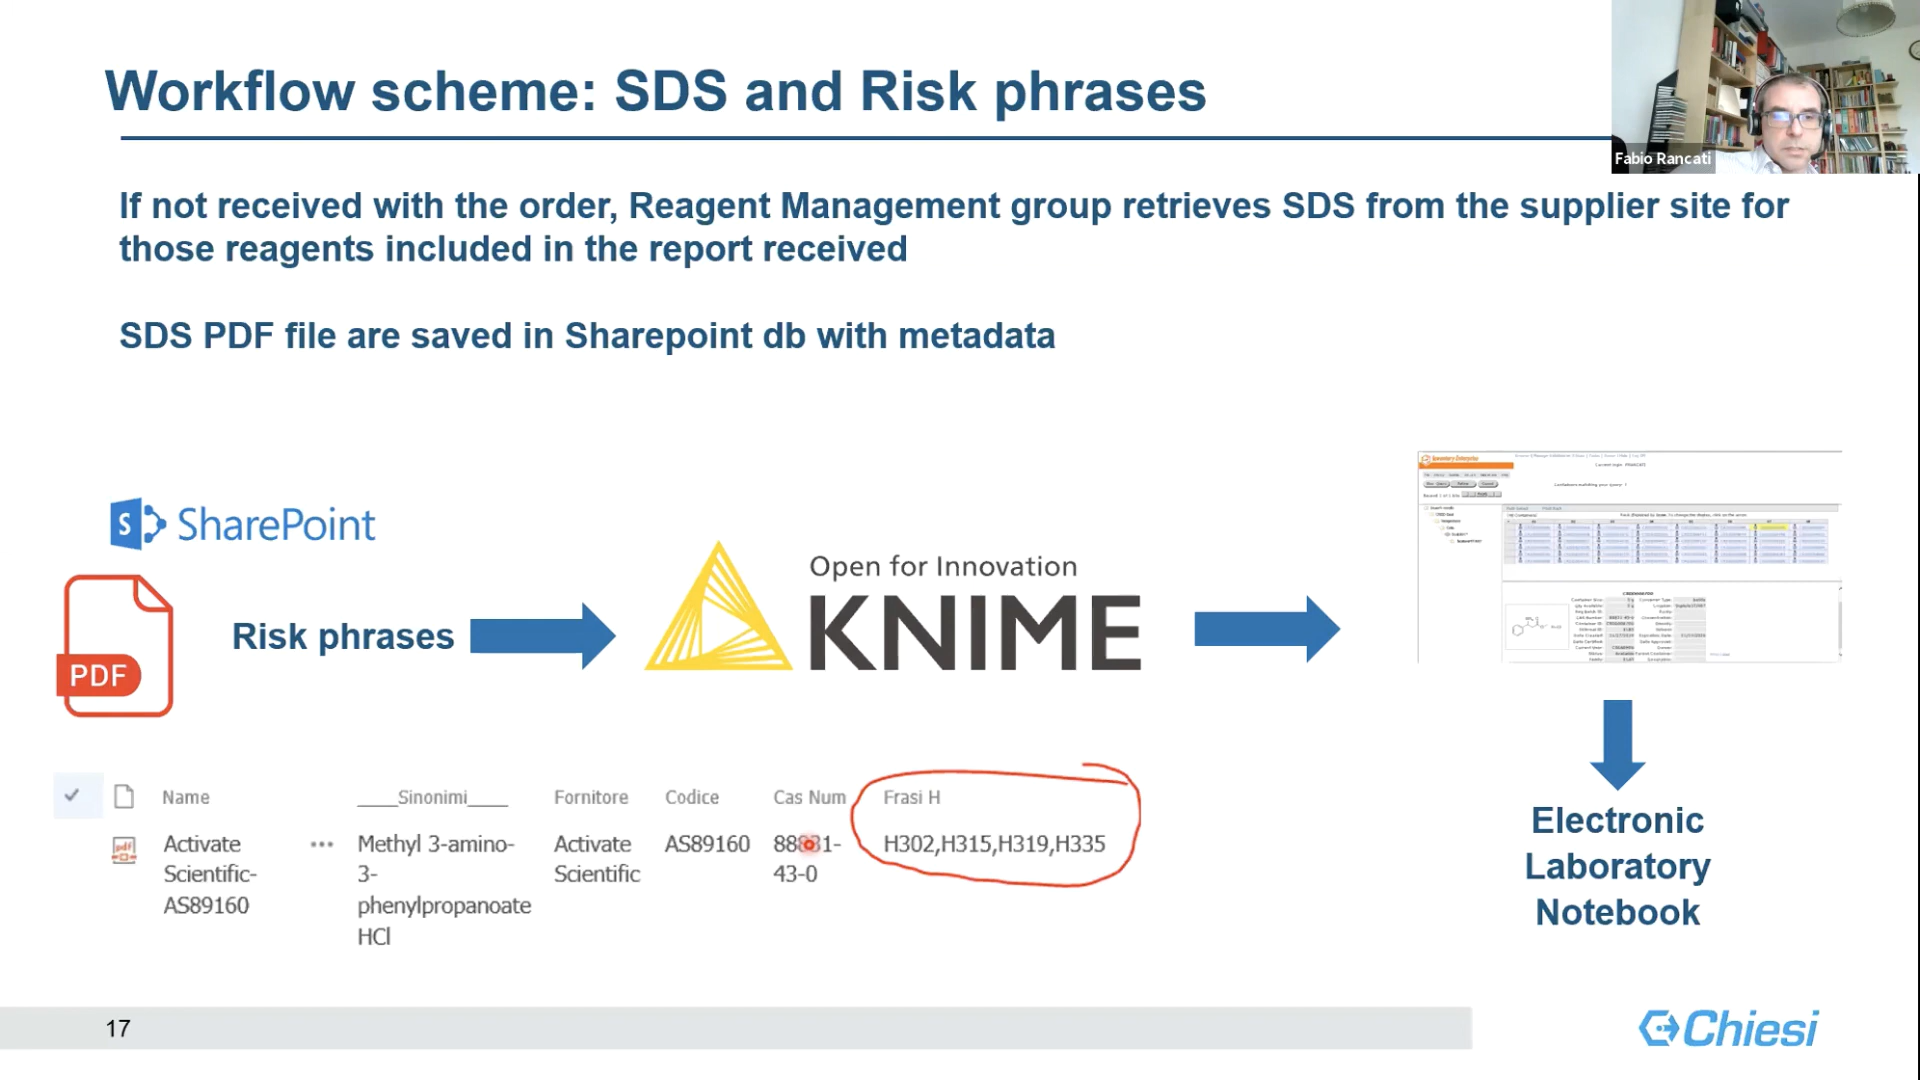 Workflow scheme: SDS and Risk phrases
Fabio Rancati
If not received with the order, Reagent Management group retrieves SDS from the supplier site for
those reagents included in the report received
SDS PDF file are saved in Sharepoint db with metadata
S SharePoint
PDF
Risk phrases
Open for Innovation
KNIME
Inventory Enterprise
Electronic
Laboratory
Notebook
Name ____Sinonimi____ Fornitore Codice Cas Num Frasi H
Activate ••• Methyl 3-amino- Activate AS89160 1- H302,H315,H319,H335
Scientific- 3- Scientific 43-0
AS89160 phenylpropanoate
HCl
17
Chiesi